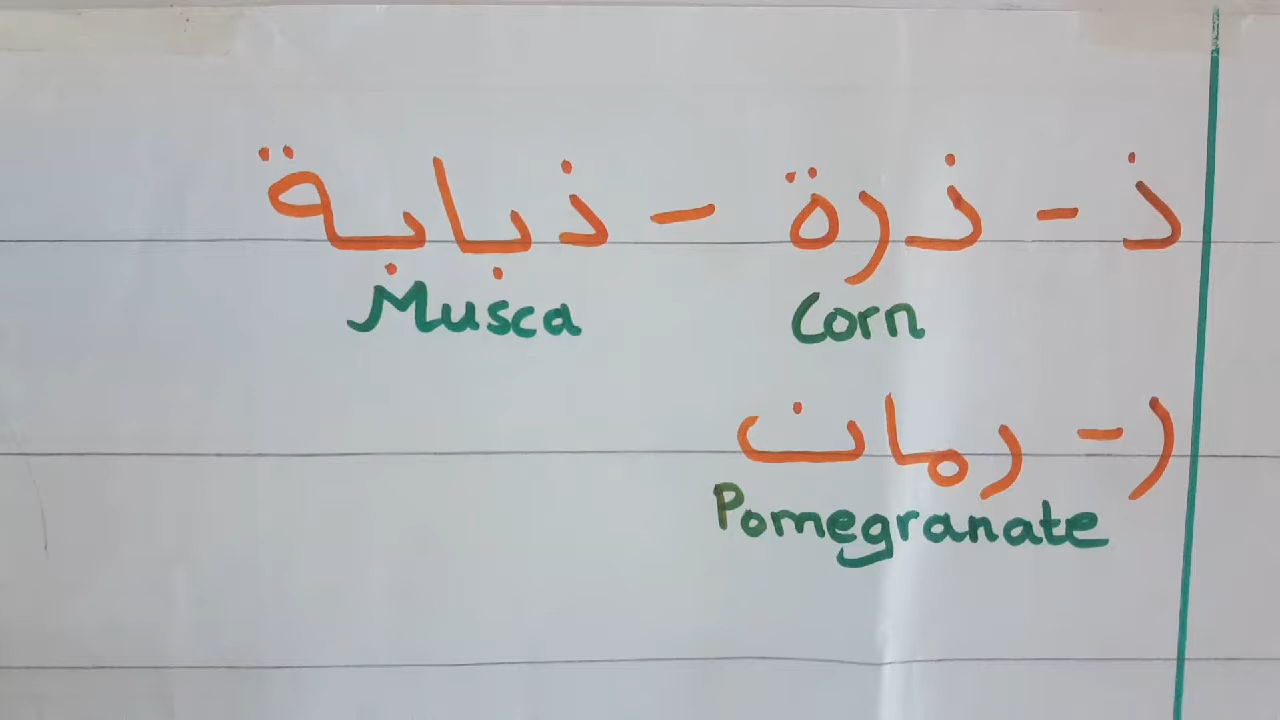 ذ - ذرة - ذبابة
Corn Musca
ر - رمان
Pomegranate